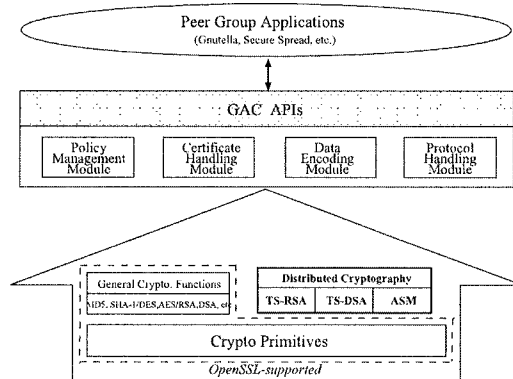 Peer Group Applications
(Gnutella, Secure Spread, etc.)
GAC APIs
Policy
Management
Module
Certificate
Handling
Module
Data
Encoding
Module
Protocol
Handling
Module
General Crypto. Functions
MD5, SHA-1/DES,AES/RSA,DSA, etc
Distributed Cryptography
TS-RSA
TS-DSA
ASM
Crypto Primitives
OpenSSL-supported